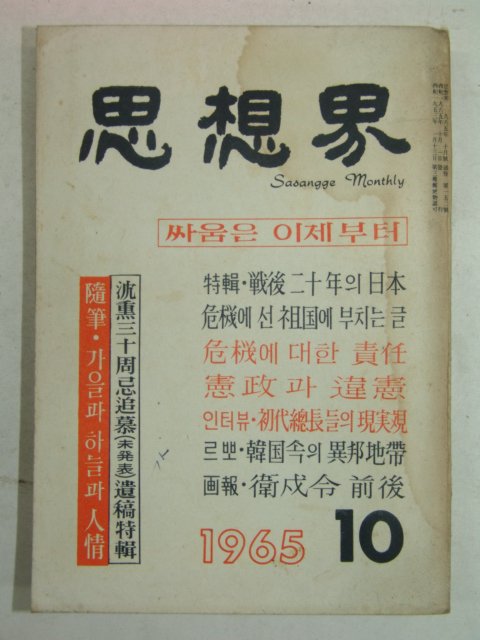 思想界
Sasangge Monthly
싸움은 이제부터
特輯·戰後二十年의 日本
危機에 선 祖国에 부치는 글
危機에 대한 責任
憲政과 違憲
인터뷰·初代總長들의 現実観
르뽀·韓国속의 異邦地帶
画報·衛戍令 前後
沈熏三十周忌追慕(未発表)遺稿特輯
隨筆·가을과 하늘과 人情
1965 10